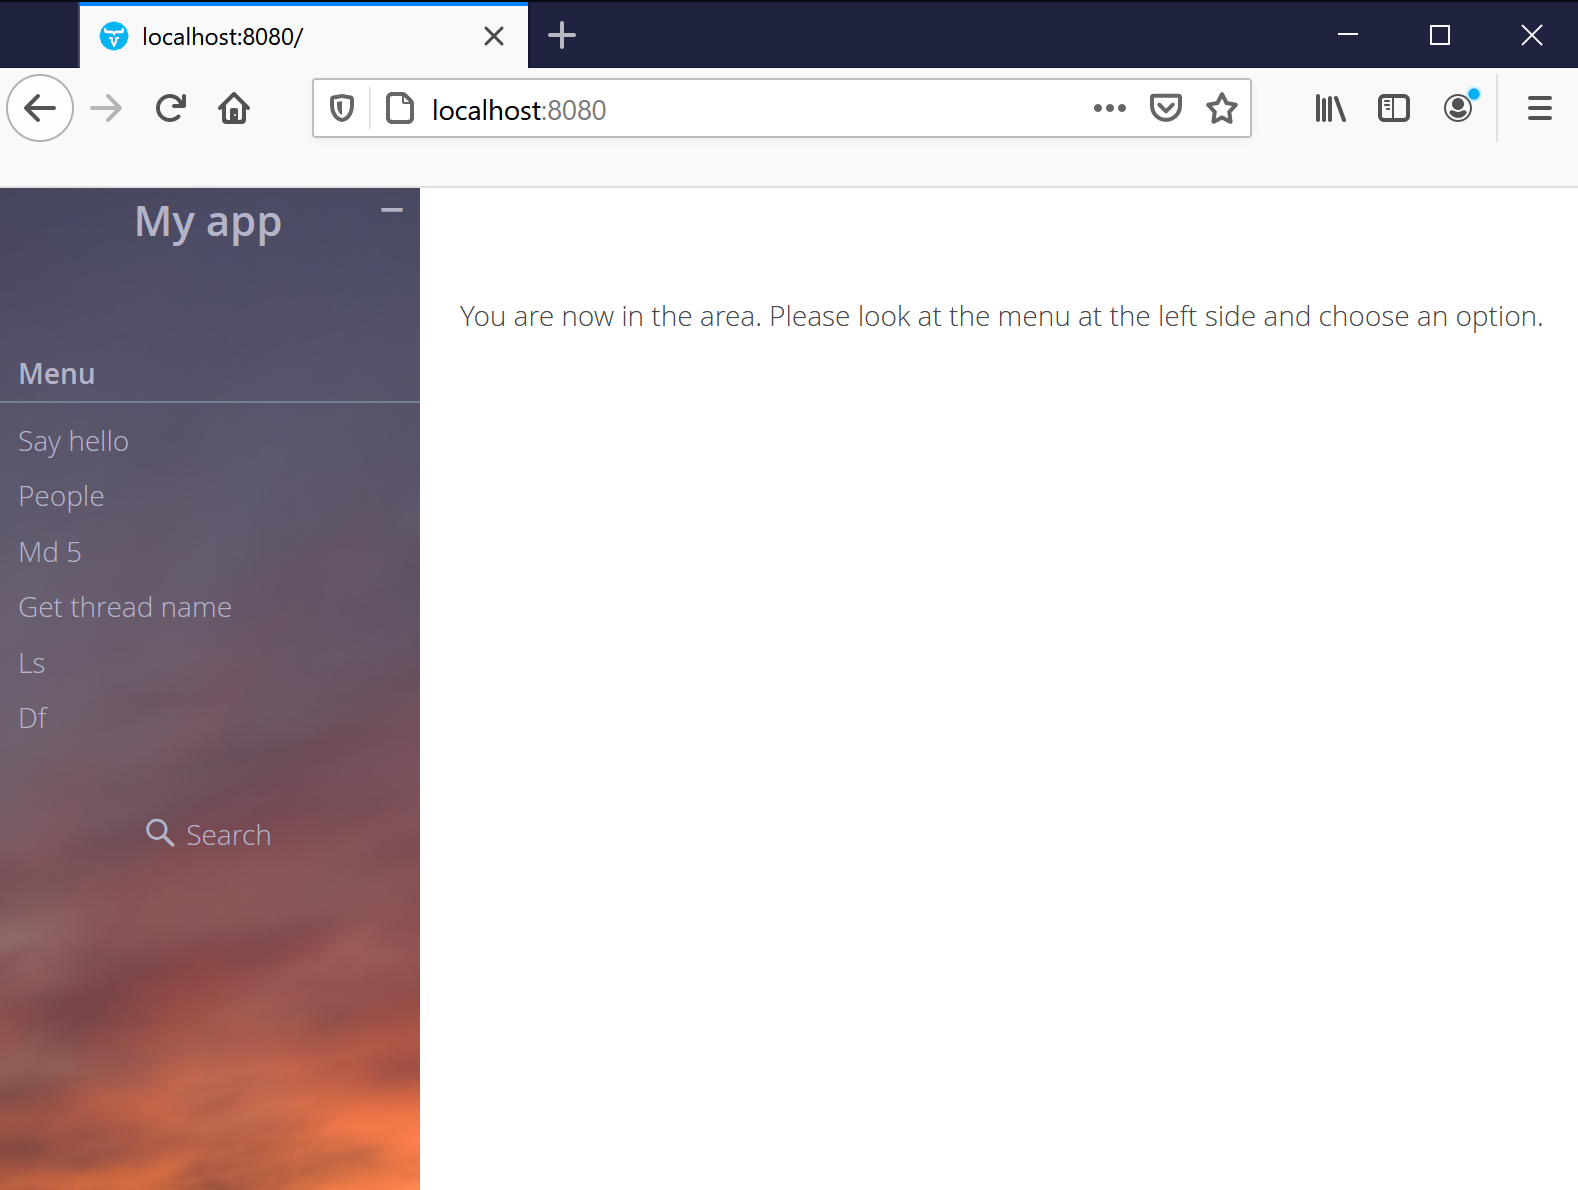 localhost:8080/
localhost:8080
My app
You are now in the area. Please look at the menu at the left side and choose an option.
Menu
Say hello
People
Md 5
Get thread name
Ls
Df
Search